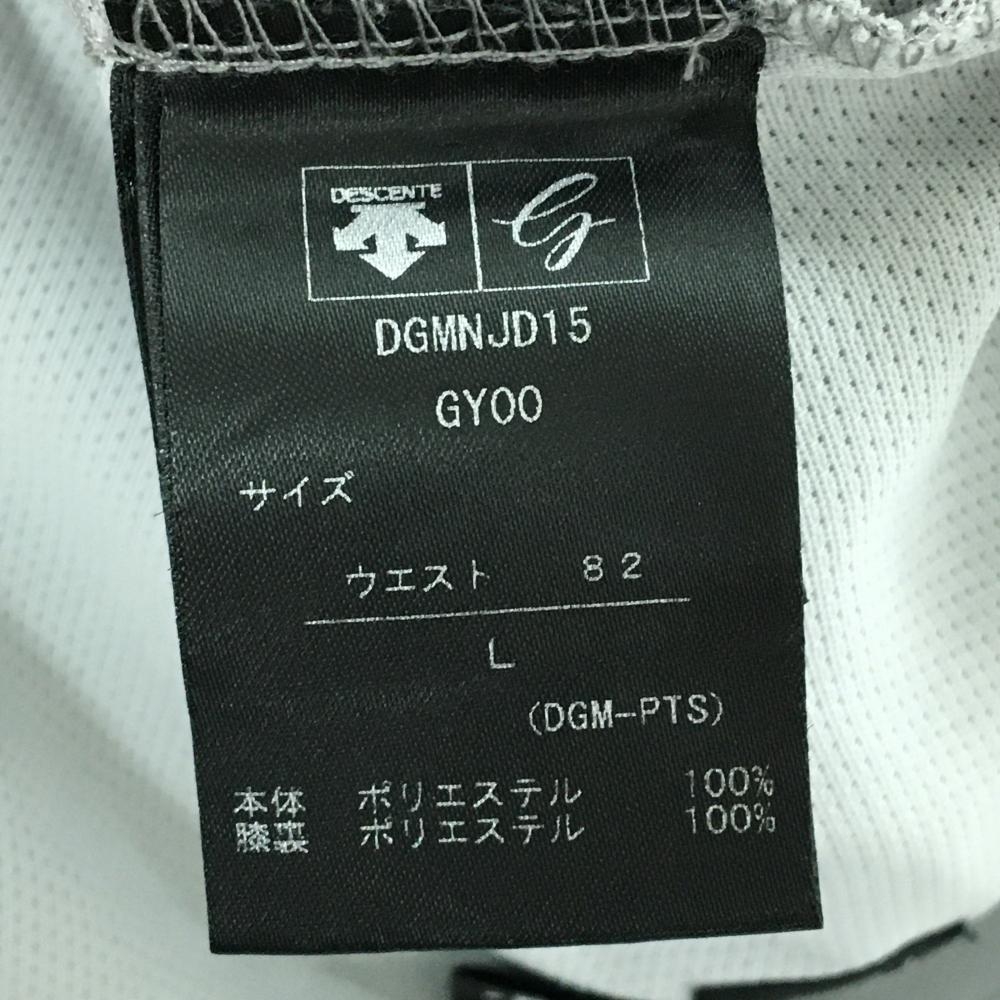 DESCENTE
G
DGMNJD15
GY00
サイズ
ウエスト 82
L
(DGM-PTS)
本体 ポリエステル 100%
膝裏 ポリエステル 100%